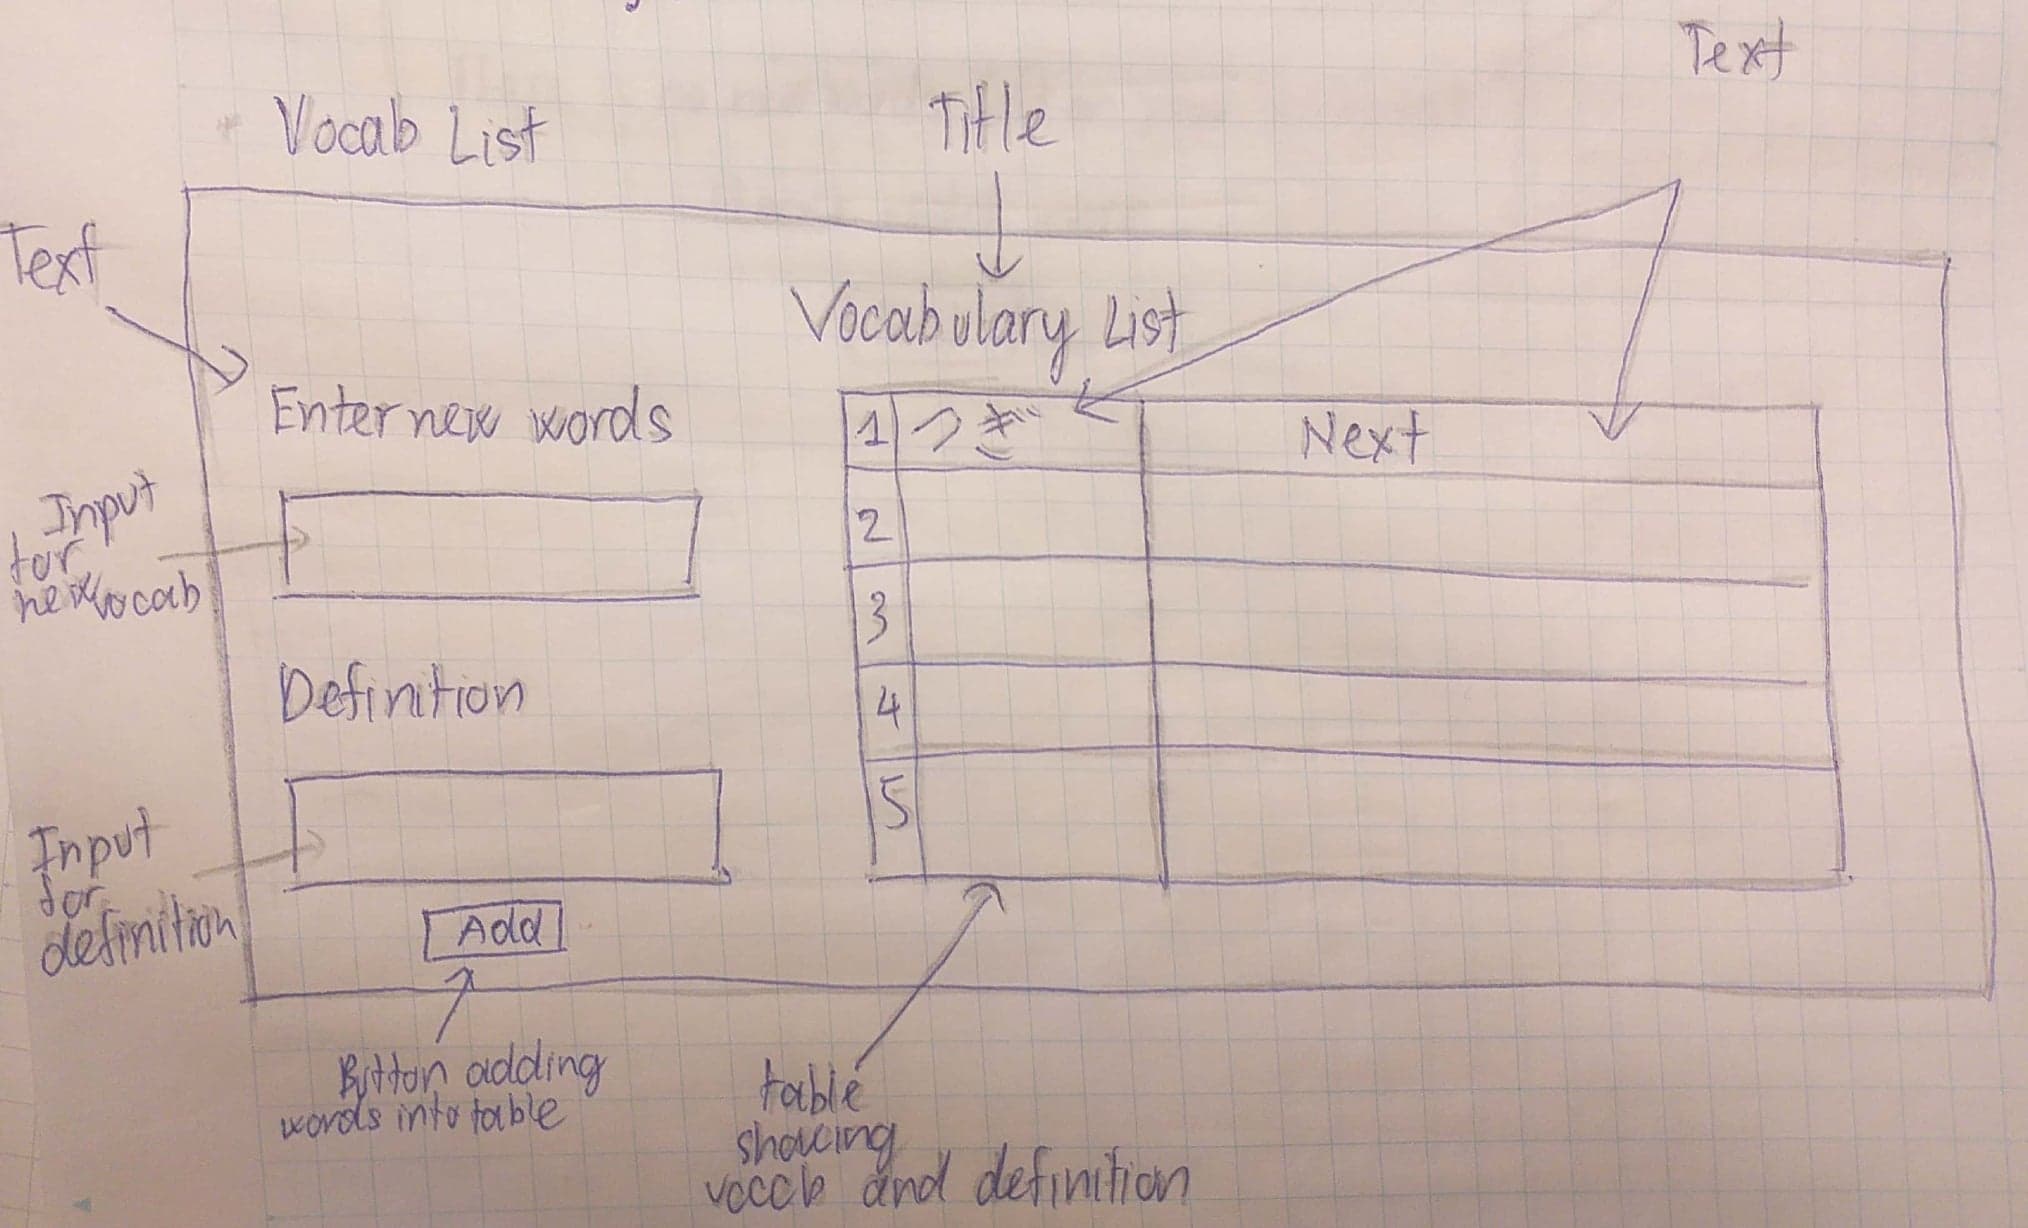 Text
Vocab List
Title
Text
Vocabulary List
Enter new words
1 つぎ Next
Input
for
new vocab
2
3
Definition
4
5
Input
for
definition
Add
Button adding
words into table
table
showing
vocab and definition